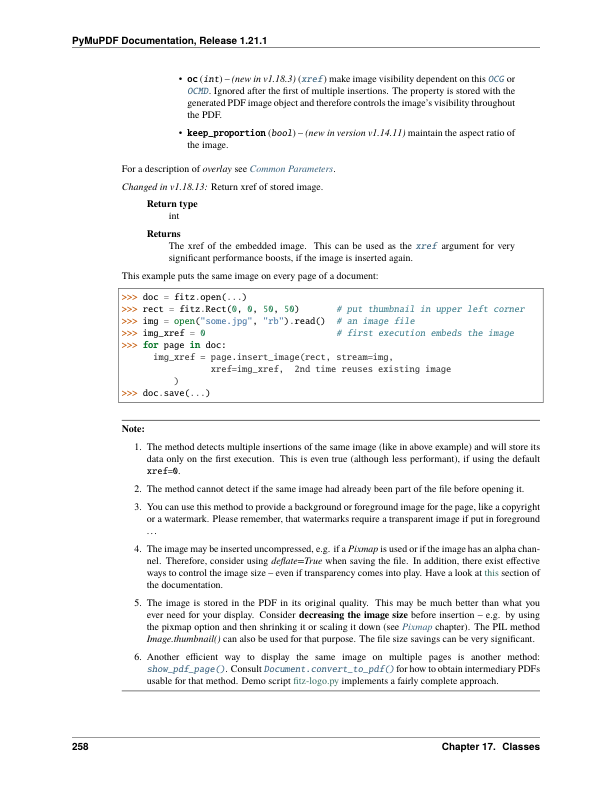 PyMuPDF Documentation, Release 1.21.1
• oc (int) – (new in v1.18.3) (xref) make image visibility dependent on this OCG or
OCMD. Ignored after the first of multiple insertions. The property is stored with the
generated PDF image object and therefore controls the image's visibility throughout
the PDF.
• keep_proportion (bool) – (new in version v1.14.11) maintain the aspect ratio of
the image.
For a description of overlay see Common Parameters.
Changed in v1.18.13: Return xref of stored image.
Return type
int
Returns
The xref of the embedded image. This can be used as the xref argument for very
significant performance boosts, if the image is inserted again.
This example puts the same image on every page of a document:
>>> doc = fitz.open(...)
>>> rect = fitz.Rect(0, 0, 50, 50)       # put thumbnail in upper left corner
>>> img = open("some.jpg", "rb").read()  # an image file
>>> img_xref = 0                         # first execution embeds the image
>>> for page in doc:
      img_xref = page.insert_image(rect, stream=img,
                 xref=img_xref,  2nd time reuses existing image
          )
>>> doc.save(...)
Note:
1. The method detects multiple insertions of the same image (like in above example) and will store its
data only on the first execution. This is even true (although less performant), if using the default
xref=0.
2. The method cannot detect if the same image had already been part of the file before opening it.
3. You can use this method to provide a background or foreground image for the page, like a copyright
or a watermark. Please remember, that watermarks require a transparent image if put in foreground
…
4. The image may be inserted uncompressed, e.g. if a Pixmap is used or if the image has an alpha chan-
nel. Therefore, consider using deflate=True when saving the file. In addition, there exist effective
ways to control the image size – even if transparency comes into play. Have a look at this section of
the documentation.
5. The image is stored in the PDF in its original quality. This may be much better than what you
ever need for your display. Consider decreasing the image size before insertion – e.g. by using
the pixmap option and then shrinking it or scaling it down (see Pixmap chapter). The PIL method
Image.thumbnail() can also be used for that purpose. The file size savings can be very significant.
6. Another efficient way to display the same image on multiple pages is another method:
show_pdf_page(). Consult Document.convert_to_pdf() for how to obtain intermediary PDFs
usable for that method. Demo script fitz-logo.py implements a fairly complete approach.
258
Chapter 17. Classes